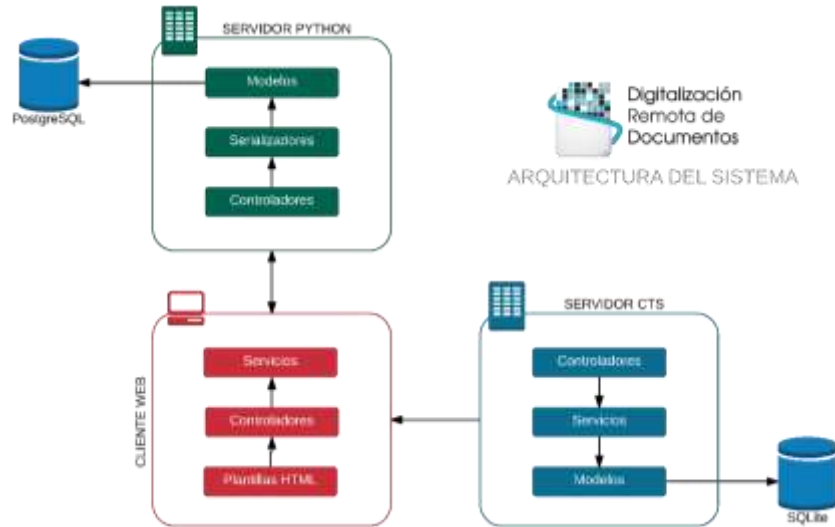 SERVIDOR PYTHON
PostgreSQL
Modelos
Serializadores
Controladores
Digitalización
Remota de
Documentos
ARQUITECTURA DEL SISTEMA
CLIENTE WEB
Servicios
Controladores
Plantillas HTML
SERVIDOR CTS
Controladores
Servicios
Modelos
SQLite